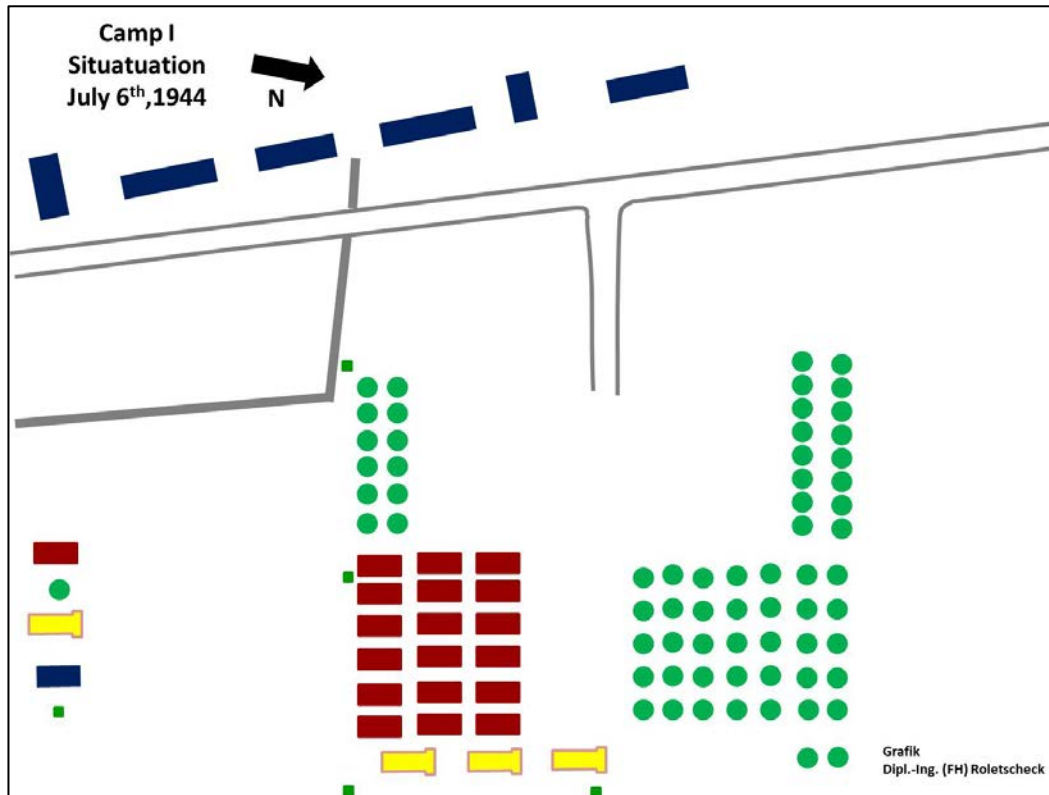 Camp I
Situatuation
July 6th,1944
N
Grafik
Dipl.-Ing. (FH) Roletscheck